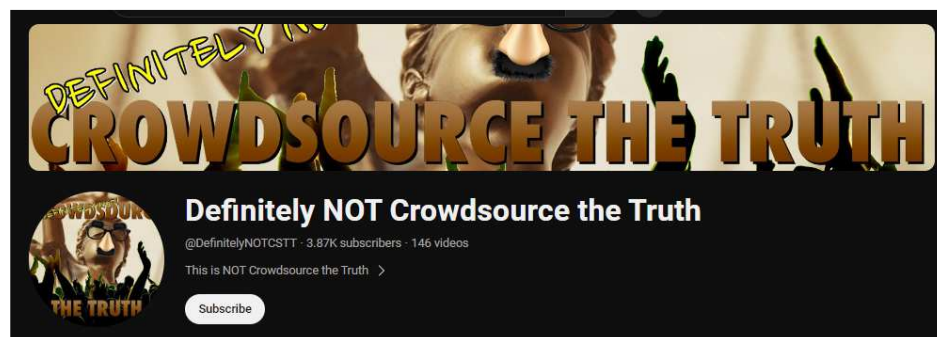 DEFINITELY
CROWDSOURCE THE TRUTH
THE TRUTH
Definitely NOT Crowdsource the Truth
@DefinitelyNOTCSTT · 3.87K subscribers · 146 videos
This is NOT Crowdsource the Truth
Subscribe